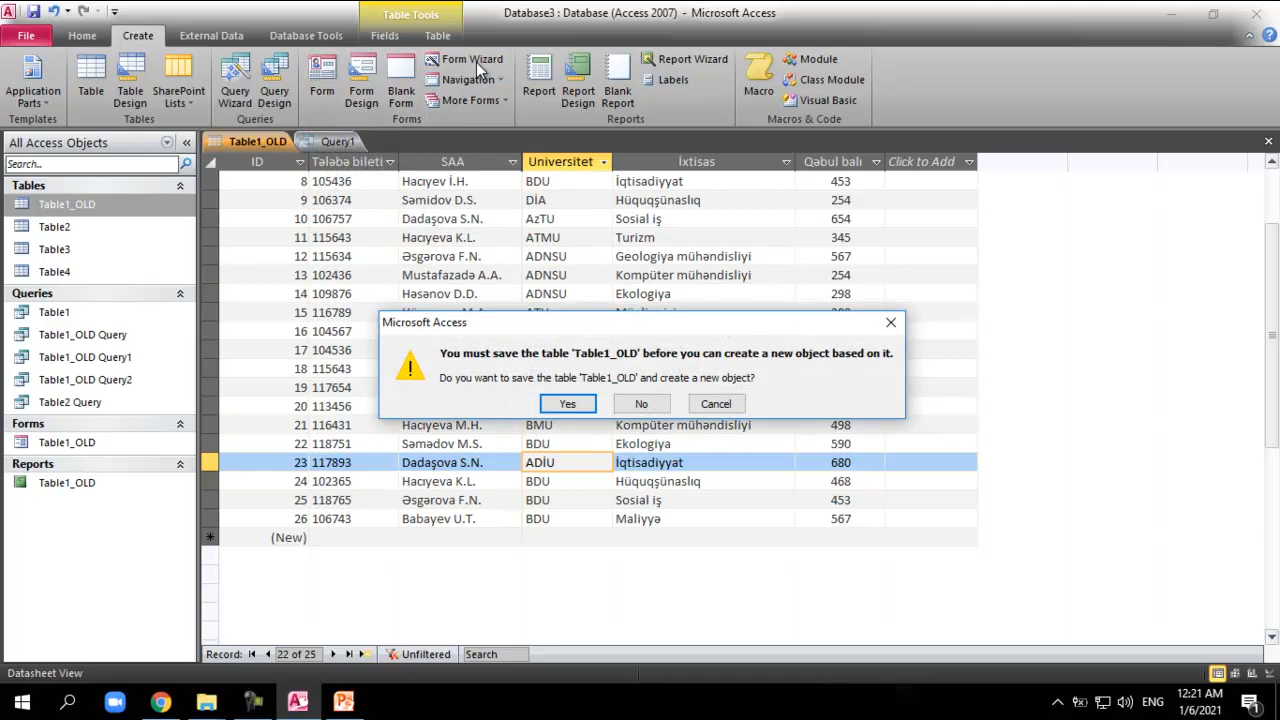 Table Tools
Database3 : Database (Access 2007) - Microsoft Access
File Home Create External Data Database Tools Fields Table
Application Parts
Table
Table Design
SharePoint Lists
Query Wizard
Query Design
Form
Form Design
Blank Form
Form Wizard
Navigation
More Forms
Report
Report Design
Blank Report
Report Wizard
Labels
Macro
Module
Class Module
Visual Basic
Templates Tables Queries Forms Reports Macros & Code
All Access Objects
Search...
Tables
Table1_OLD
Table2
Table3
Table4
Queries
Table1
Table1_OLD Query
Table1_OLD Query1
Table1_OLD Query2
Table2 Query
Forms
Table1_OLD
Reports
Table1_OLD
Table1_OLD Query1
ID Tələbə bileti SAA Universitet İxtisas Qəbul balı Click to Add
8 105436 Hacıyev İ.H. BDU İqtisadiyyat 453
9 106374 Səmidov D.S. DİA Hüquqşünaslıq 254
10 106757 Dadaşova S.N. AzTU Sosial iş 654
11 115643 Hacıyeva K.L. ATMU Turizm 345
12 115634 Əsgərova F.N. ADNSU Geologiya mühəndisliyi 567
13 102436 Mustafazadə A.A. ADNSU Kompüter mühəndisliyi 254
14 109876 Həsənov D.D. ADNSU Ekologiya 298
15 116789
16 104567
17 104536
18 115643
19 117654
20 113456
21 116431 Hacıyeva M.H. BMU Kompüter mühəndisliyi 498
22 118751 Səmədov M.S. BDU Ekologiya 590
23 117893 Dadaşova S.N. ADİU İqtisadiyyat 680
24 102365 Hacıyeva K.L. BDU Hüquqşünaslıq 468
25 118765 Əsgərova F.N. BDU Sosial iş 453
26 106743 Babayev U.T. BDU Maliyyə 567
(New)
Microsoft Access
You must save the table 'Table1_OLD' before you can create a new object based on it.
Do you want to save the table 'Table1_OLD' and create a new object?
Yes No Cancel
Record: 22 of 25 Unfiltered Search
Datasheet View
ENG
12:21 AM
1/6/2021
1